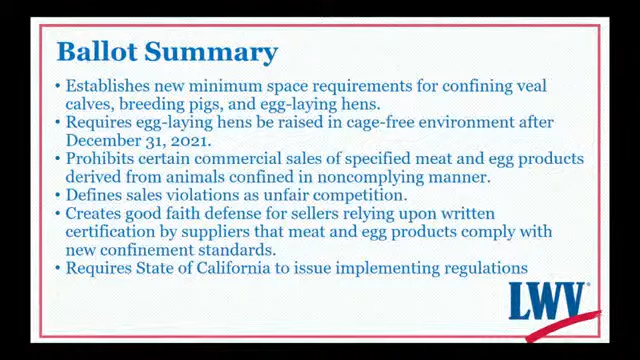 Ballot Summary
• Establishes new minimum space requirements for confining veal
calves, breeding pigs, and egg-laying hens.
• Requires egg-laying hens be raised in cage-free environment after
December 31, 2021.
• Prohibits certain commercial sales of specified meat and egg products
derived from animals confined in noncomplying manner.
• Defines sales violations as unfair competition.
• Creates good faith defense for sellers relying upon written
certification by suppliers that meat and egg products comply with
new confinement standards.
• Requires State of California to issue implementing regulations
LWV®